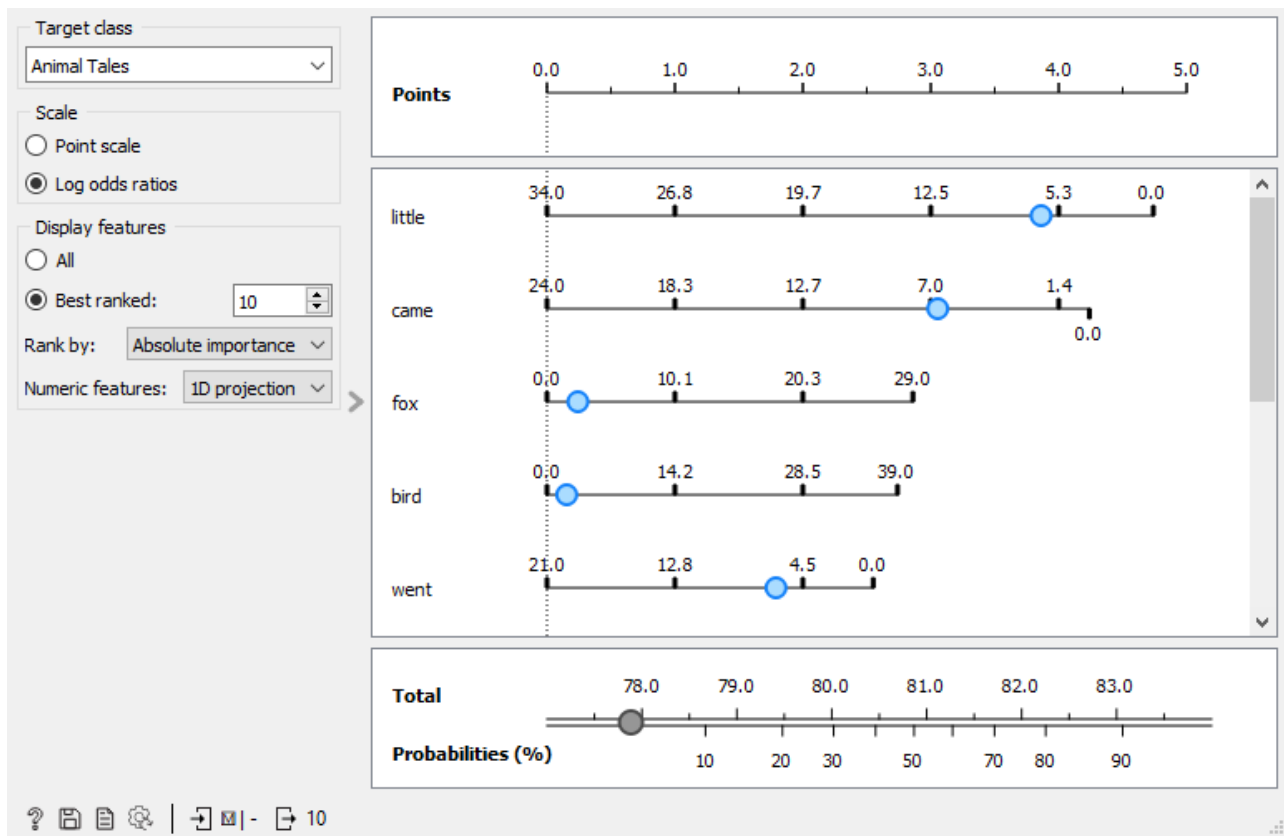 Target class
Animal Tales
Scale
Point scale
Log odds ratios
Display features
All
Best ranked: 10
Rank by: Absolute importance
Numeric features: 1D projection
Points
0.0 1.0 2.0 3.0 4.0 5.0
34.0 26.8 19.7 12.5 5.3 0.0
little
24.0 18.3 12.7 7.0 1.4
came
0.0
0.0 10.1 20.3 29.0
fox
0.0 14.2 28.5 39.0
bird
21.0 12.8 4.5 0.0
went
Total 78.0 79.0 80.0 81.0 82.0 83.0
Probabilities (%) 10 20 30 50 70 80 90
? | M | - 10